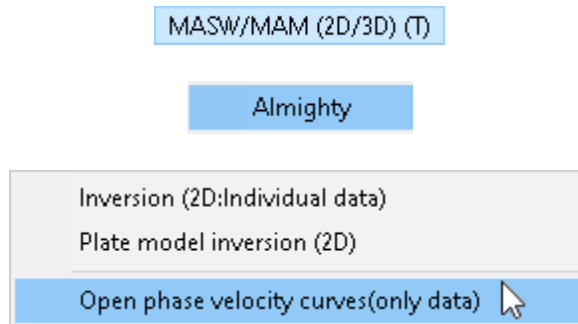 MASW/MAM (2D/3D) (T)
Almighty
Inversion (2D:Individual data)
Plate model inversion (2D)
Open phase velocity curves(only data)